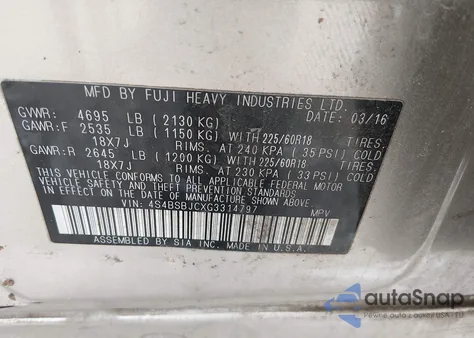 MFD BY FUJI HEAVY INDUSTRIES LTD.
GVWR: 4695 LB (2130 KG) DATE: 03/16
GAWR:F 2535 LB (1150 KG) WITH 225/60R18 TIRES,
18X7J RIMS, AT 240 KPA (35 PSI) COLD
GAWR:R 2645 LB (1200 KG) WITH 225/60R18 TIRES,
18X7J RIMS, AT 230 KPA (33 PSI) COLD
THIS VEHICLE CONFORMS TO ALL APPLICABLE FEDERAL MOTOR
VEHICLE SAFETY, BUMPER, AND THEFT PREVENTION STANDARDS
IN EFFECT ON THE DATE OF MANUFACTURE SHOWN ABOVE.
VIN: 4S4BSBJCXG3314797 MPV
ASSEMBLED BY SIA INC. MADE IN U.S.A.
autoSnap